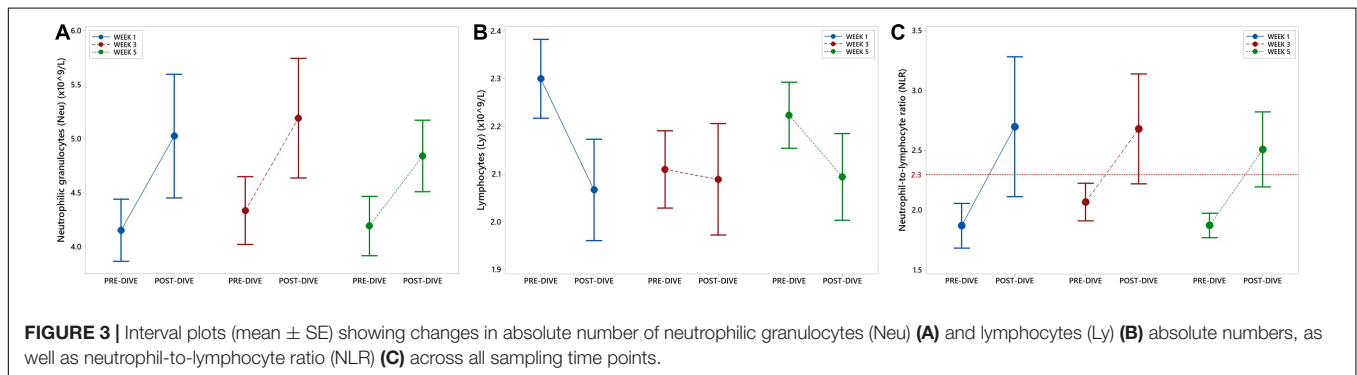 A
6.0
5.5
5.0
4.5
4.0
Neutrophilic granulocytes (Neu) (x10^9/L)
WEEK 1
WEEK 3
WEEK 5
PRE-DIVE POST-DIVE PRE-DIVE POST-DIVE PRE-DIVE POST-DIVE
B
2.4
2.3
2.2
2.1
2.0
1.9
Lymphocytes (Ly) (x10^9/L)
WEEK 1
WEEK 3
WEEK 5
PRE-DIVE POST-DIVE PRE-DIVE POST-DIVE PRE-DIVE POST-DIVE
C
3.5
3.0
2.5
2.3
2.0
1.5
Neutrophil-to-lymphocyte ratio (NLR)
WEEK 1
WEEK 3
WEEK 5
PRE-DIVE POST-DIVE PRE-DIVE POST-DIVE PRE-DIVE POST-DIVE
FIGURE 3 | Interval plots (mean ± SE) showing changes in absolute number of neutrophilic granulocytes (Neu) (A) and lymphocytes (Ly) (B) absolute numbers, as
well as neutrophil-to-lymphocyte ratio (NLR) (C) across all sampling time points.